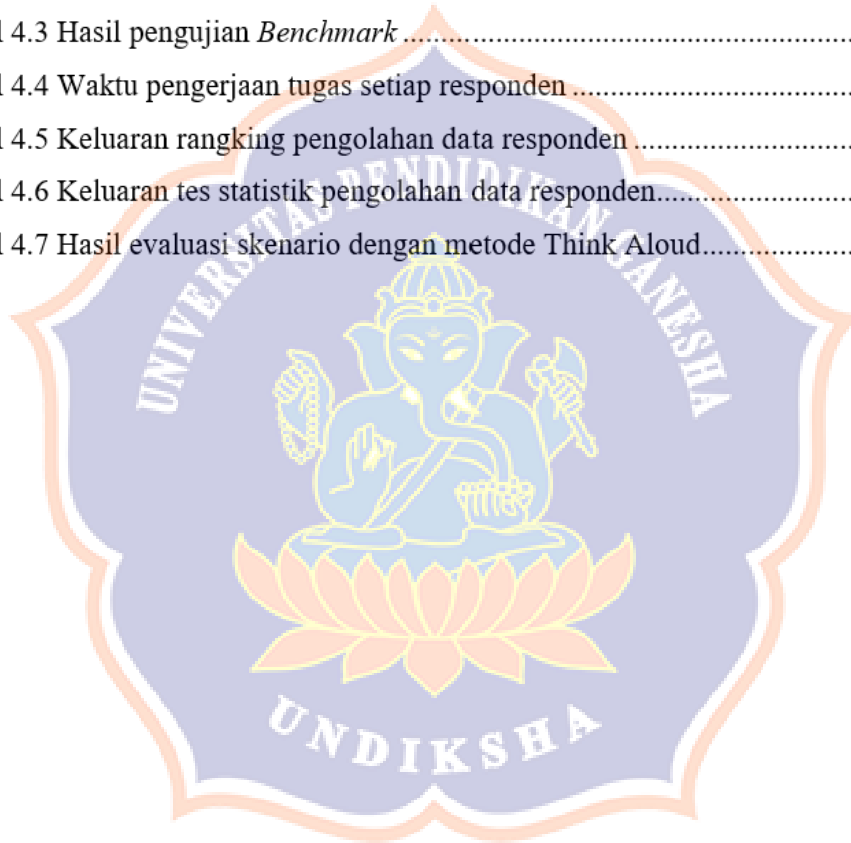 l 4.3 Hasil pengujian Benchmark ........................................................
l 4.4 Waktu pengerjaan tugas setiap responden ........................................
l 4.5 Keluaran rangking pengolahan data responden ................................
l 4.6 Keluaran tes statistik pengolahan data responden............................
l 4.7 Hasil evaluasi skenario dengan metode Think Aloud......................
UNIVERSITAS PENDIDIKAN GANESHA
UNDIKSHA